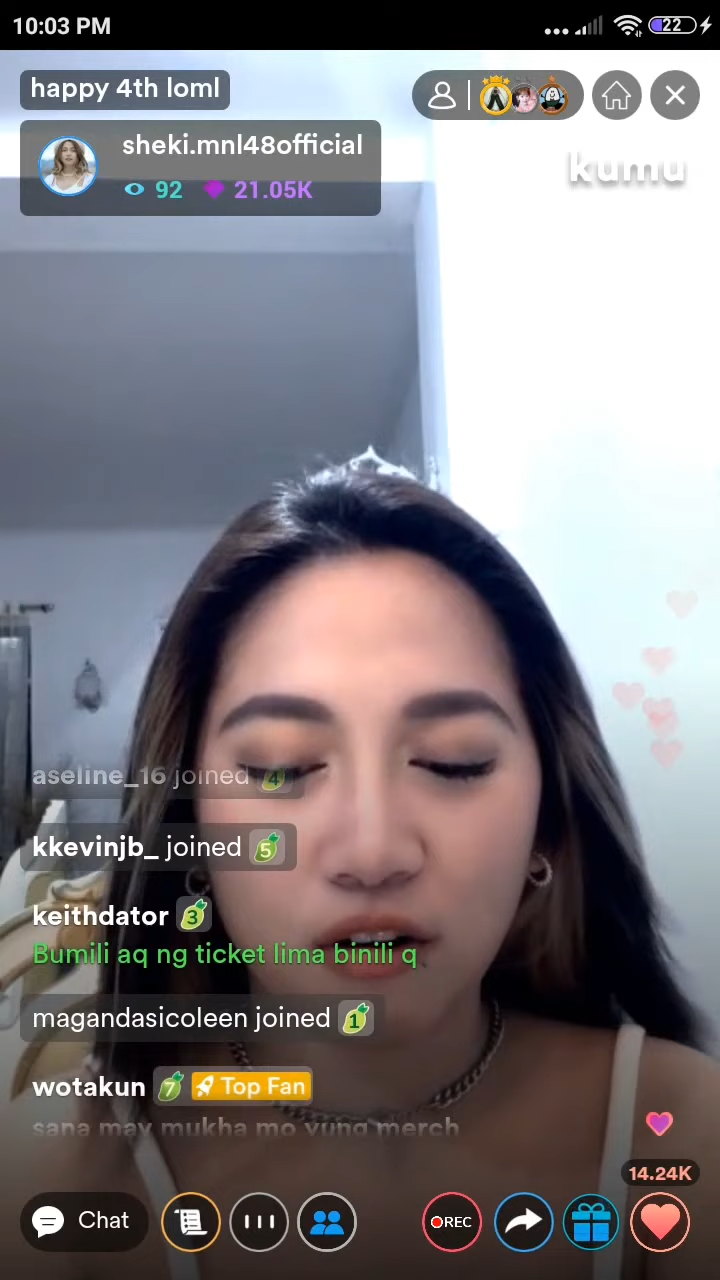 10:03 PM
22
happy 4th loml
sheki.mnl48official
92 21.05K
kumu
aseline_16 joined 4
kkevinjb_ joined 5
keithdator 3
Bumili aq ng ticket lima binili q
magandasicoleen joined 1
wotakun 7 Top Fan
sana may mukha mo yung merch
14.24K
Chat
REC